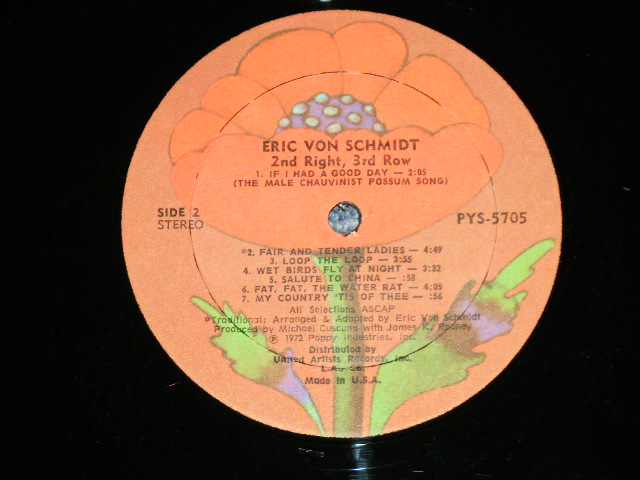 ERIC VON SCHMIDT
2nd Right, 3rd Row
1. IF I HAD A GOOD DAY — 2:05
(THE MALE CHAUVINIST POSSUM SONG)
SIDE 2
STEREO
PYS-5705
*2. FAIR AND TENDER LADIES — 4:49
3. LOOP THE LOOP — 3:55
4. WET BIRDS FLY AT NIGHT — 3:32
5. SALUTE TO CHINA — :58
6. FAT, FAT, THE WATER RAT — 4:05
7. MY COUNTRY 'TIS OF THEE — :56
All Selections ASCAP
*Traditional; Arranged & Adapted by Eric Von Schmidt
Produced by Michael Cuscuna with James K. Rooney
Ⓟ 1972 Poppy Industries, Inc.
Distributed by
United Artists Records, Inc.
Made in U.S.A.